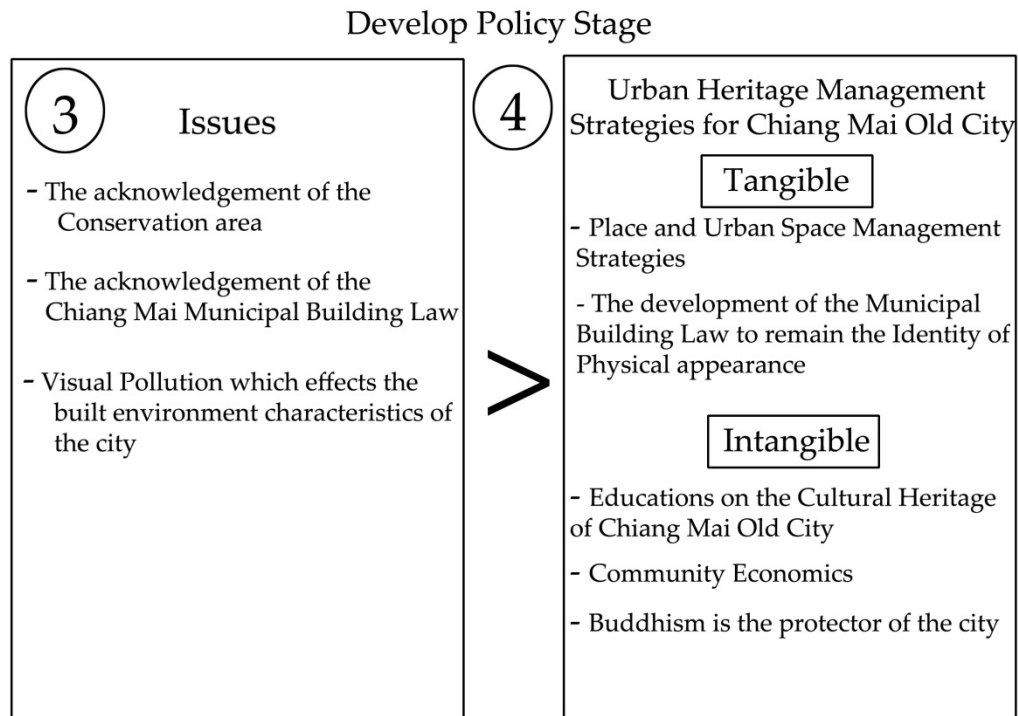 Develop Policy Stage
3
Issues
- The acknowledgement of the
Conservation area
- The acknowledgement of the
Chiang Mai Municipal Building Law
- Visual Pollution which effects the
built environment characteristics of
the city
>
4
Urban Heritage Management
Strategies for Chiang Mai Old City
Tangible
- Place and Urban Space Management
Strategies
- The development of the Municipal
Building Law to remain the Identity of
Physical appearance
Intangible
- Educations on the Cultural Heritage
of Chiang Mai Old City
- Community Economics
- Buddhism is the protector of the city